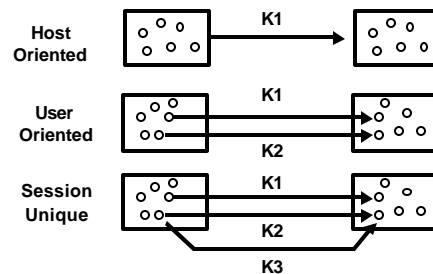 K1
Host
Oriented
K1
User
Oriented
K2
Session
Unique
K1
K2
K3